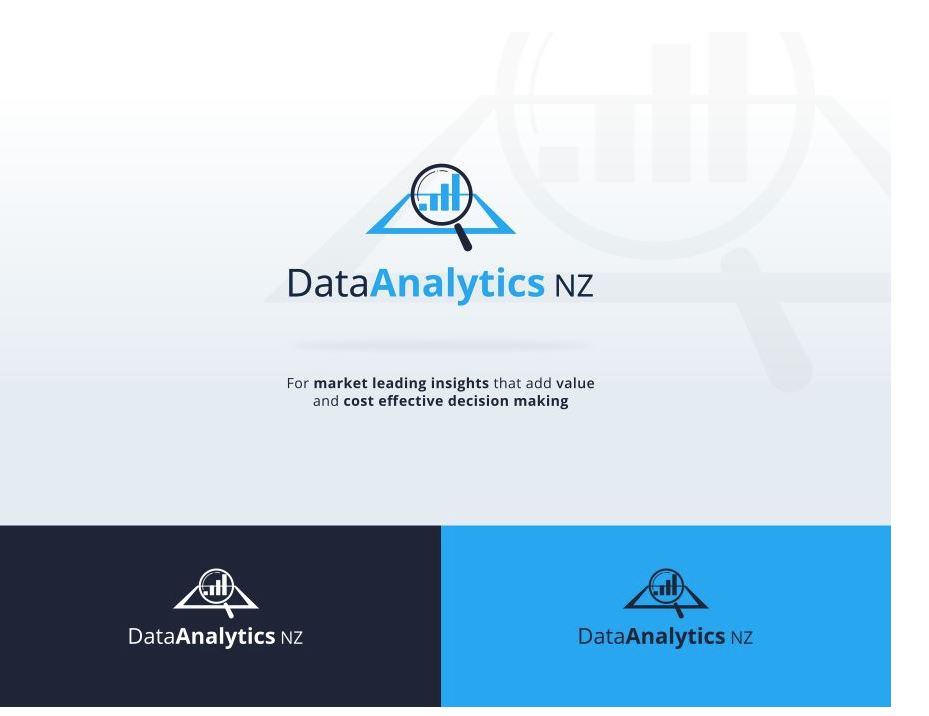 DataAnalytics NZ
For market leading insights that add value
and cost effective decision making
DataAnalytics NZ
DataAnalytics NZ